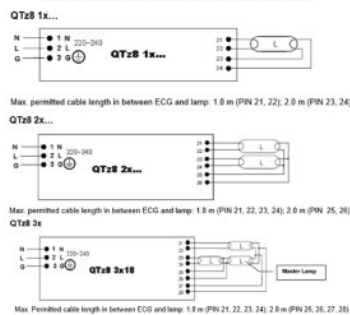 QTz8 1x...
N 1 N 220-240 21
L 2 L QTz8 1x... 22 L
G 3 G 23
24
Max. permitted cable length in between ECG and lamp: 1.0 m (PIN 21, 22); 2.0 m (PIN 23, 24)
QTz8 2x...
N 1 N 220-240 21 L
L 2 L 22
G 3 G QTz8 2x... 23 L
24
25
26
Max. permitted cable length in between ECG and lamp: 1.0 m (PIN 21, 22, 23, 24); 2.0 m (PIN 25, 26)
QTz8 3x
N 1 N 220-240 L
L 2 L L L
G 3 G QTz8 3x18 Master Lamp
Max. Permitted cable length in between ECG and lamp: 1.0 m (PIN 21, 22, 23, 24); 2.0 m (PIN 25, 26, 27, 28)